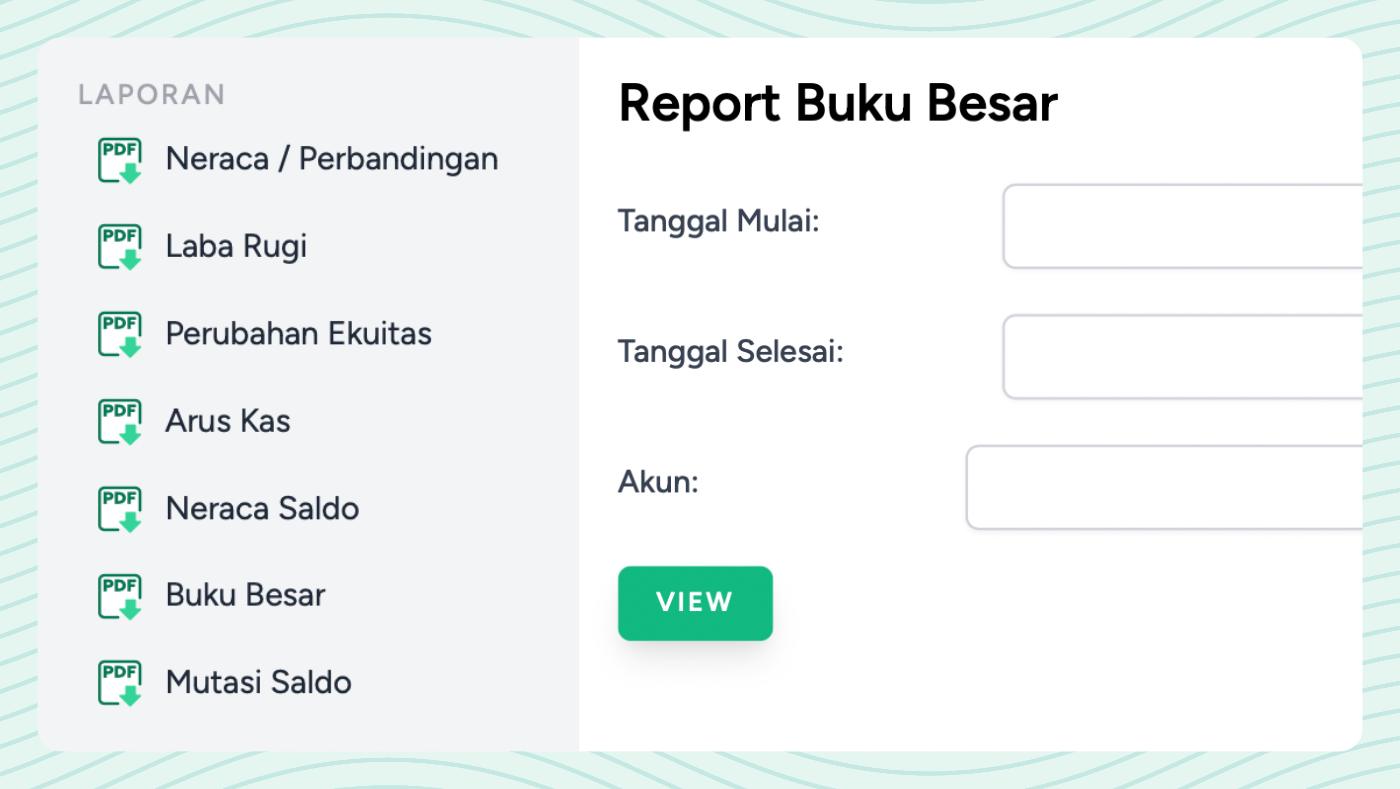 LAPORAN
PDF Neraca / Perbandingan
PDF Laba Rugi
PDF Perubahan Ekuitas
PDF Arus Kas
PDF Neraca Saldo
PDF Buku Besar
PDF Mutasi Saldo
Report Buku Besar
Tanggal Mulai:
Tanggal Selesai:
Akun:
VIEW